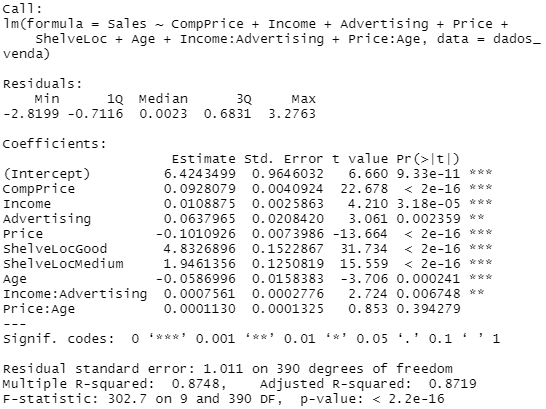 Call:
lm(formula = Sales ~ CompPrice + Income + Advertising + Price +
    ShelveLoc + Age + Income:Advertising + Price:Age, data = dados_
venda)

Residuals:
    Min      1Q  Median      3Q     Max
-2.8199 -0.7116  0.0023  0.6831  3.2763

Coefficients:
                     Estimate Std. Error t value Pr(>|t|)
(Intercept)         6.4243499  0.9646032   6.660 9.33e-11 ***
CompPrice           0.0928079  0.0040924  22.678  < 2e-16 ***
Income              0.0108875  0.0025863   4.210 3.18e-05 ***
Advertising         0.0637965  0.0208420   3.061 0.002359 **
Price              -0.1010926  0.0073986 -13.664  < 2e-16 ***
ShelveLocGood       4.8326896  0.1522867  31.734  < 2e-16 ***
ShelveLocMedium     1.9461356  0.1250819  15.559  < 2e-16 ***
Age                -0.0586996  0.0158383  -3.706 0.000241 ***
Income:Advertising  0.0007561  0.0002776   2.724 0.006748 **
Price:Age           0.0001130  0.0001325   0.853 0.394279
---
Signif. codes:  0 ‘***’ 0.001 ‘**’ 0.01 ‘*’ 0.05 ‘.’ 0.1 ‘ ’ 1

Residual standard error: 1.011 on 390 degrees of freedom
Multiple R-squared:  0.8748,    Adjusted R-squared:  0.8719
F-statistic: 302.7 on 9 and 390 DF,  p-value: < 2.2e-16